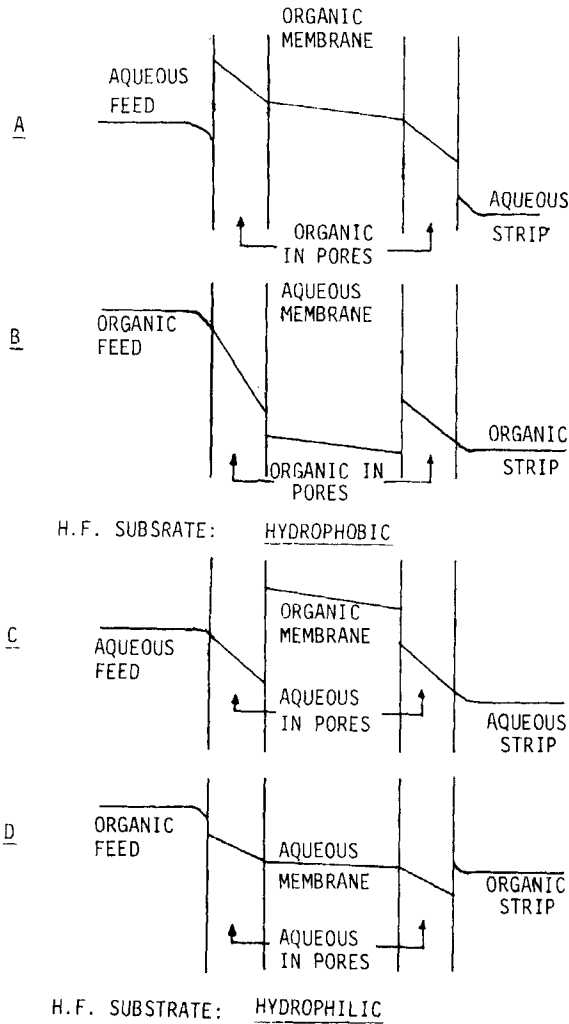 ORGANIC
MEMBRANE
AQUEOUS
FEED
A
AQUEOUS
STRIP
ORGANIC
IN PORES
AQUEOUS
MEMBRANE
ORGANIC
FEED
B
ORGANIC
STRIP
ORGANIC IN
PORES
H.F. SUBSRATE: HYDROPHOBIC
ORGANIC
MEMBRANE
C
AQUEOUS
FEED
AQUEOUS
IN PORES
AQUEOUS
STRIP
D
ORGANIC
FEED
AQUEOUS
MEMBRANE
ORGANIC
STRIP
AQUEOUS
IN PORES
H.F. SUBSTRATE: HYDROPHILIC